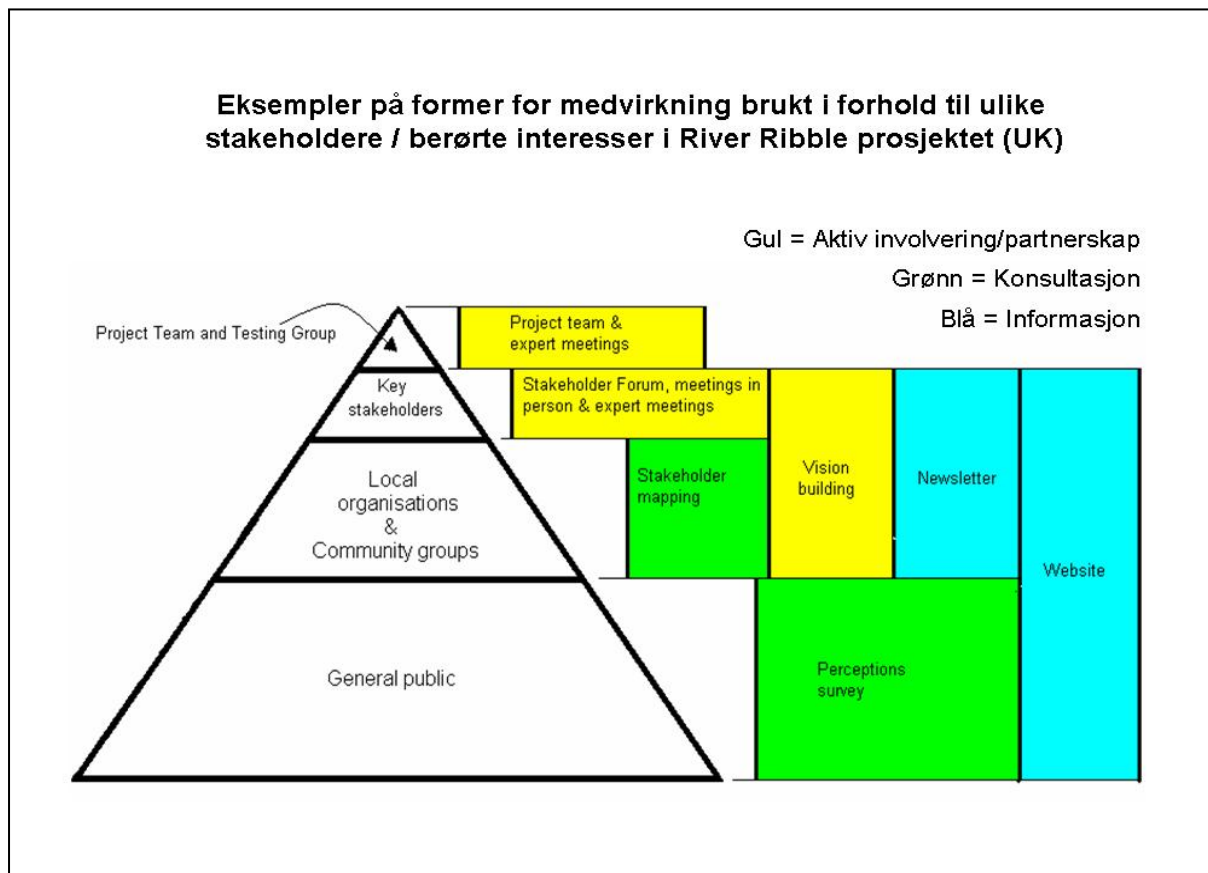 Eksempler på former for medvirkning brukt i forhold til ulike
stakeholdere / berørte interesser i River Ribble prosjektet (UK)
Gul = Aktiv involvering/partnerskap
Grønn = Konsultasjon
Blå = Informasjon
Project Team and Testing Group
Project team &
expert meetings
Key
stakeholders
Stakeholder Forum, meetings in
person & expert meetings
Local
organisations
&
Community groups
Stakeholder
mapping
Vision
building
Newsletter
Website
General public
Perceptions
survey